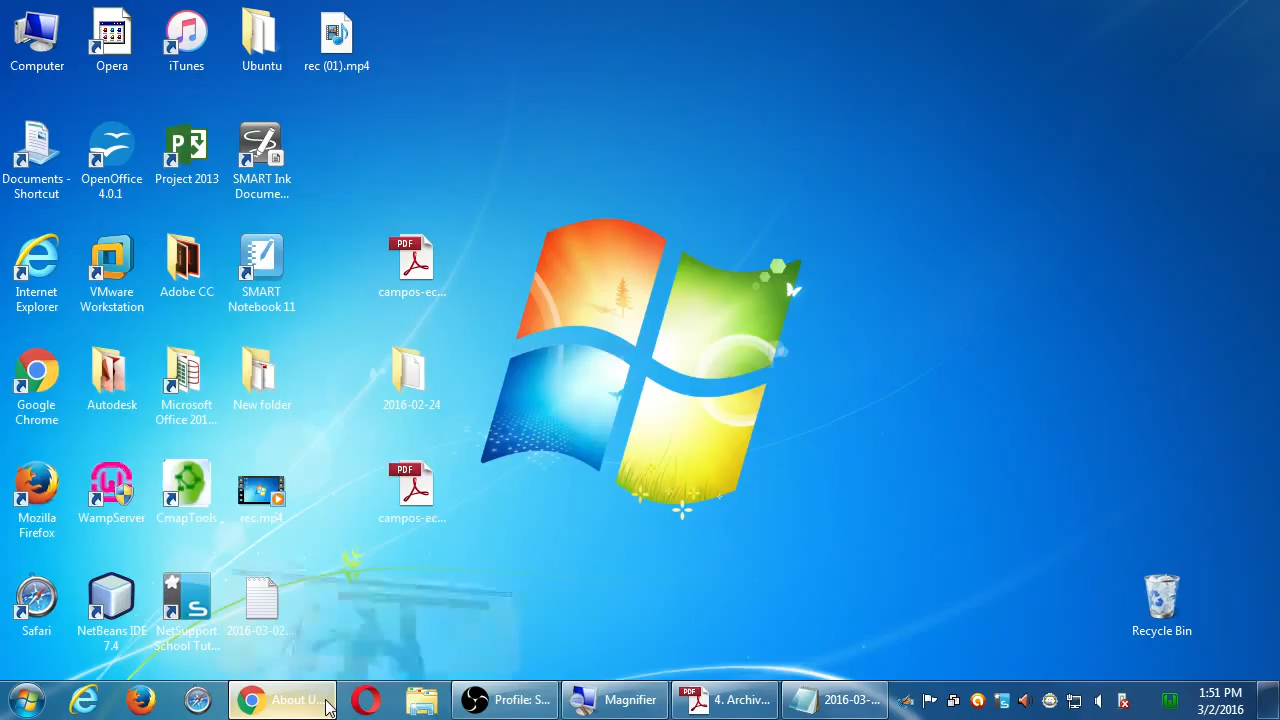 Computer
Opera
iTunes
Ubuntu
rec (01).mp4
Documents -
Shortcut
OpenOffice
4.0.1
Project 2013
SMART Ink
Docume...
Internet
Explorer
VMware
Workstation
Adobe CC
SMART
Notebook 11
PDF
campos-ec...
Google
Chrome
Autodesk
Microsoft
Office 201...
New folder
2016-02-24
Mozilla
Firefox
WampServer
CmapTools
rec.mp4
PDF
campos-ec...
Safari
NetBeans IDE
7.4
NetSupport
School Tut...
2016-03-02...
Recycle Bin
About U...
Profile: S...
Magnifier
PDF
4. Archiv...
2016-03-...
1:51 PM
3/2/2016